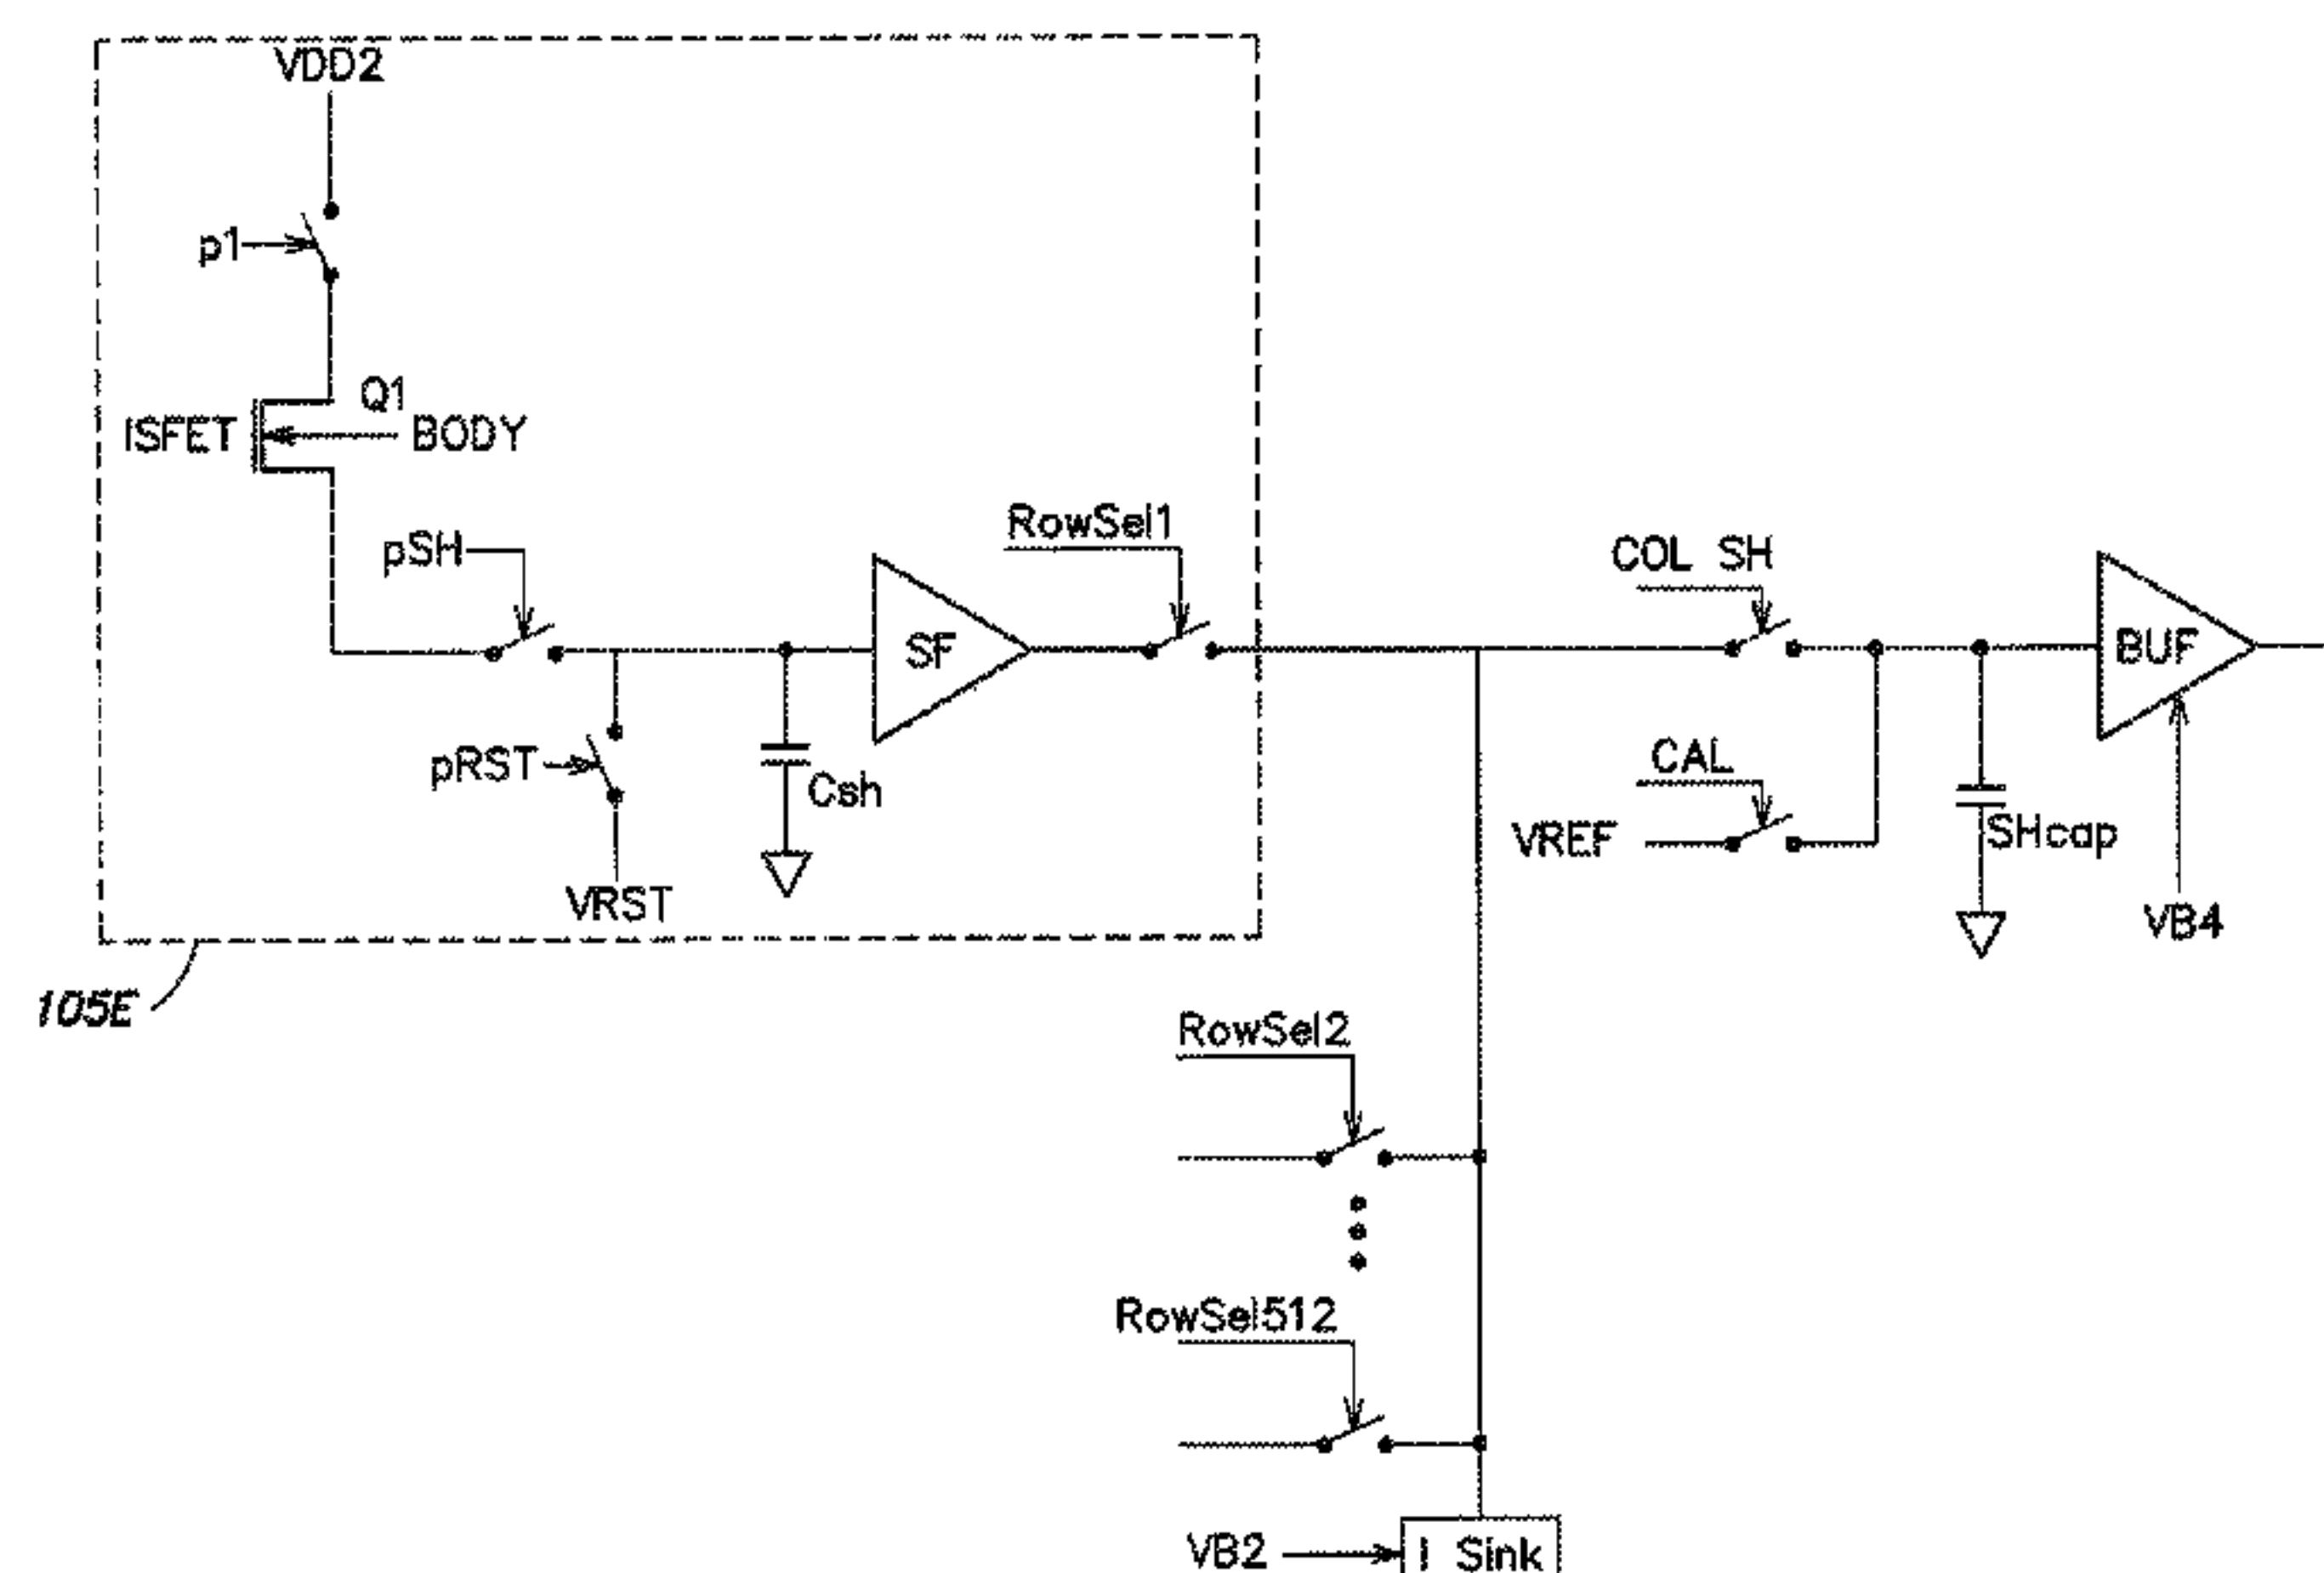 VDD2
p1
Q1
ISFET
BODY
pSH
RowSel1
SF
pRST
Csh
VRST
105E
COL SH
BUF
CAL
VREF
SHcap
VB4
RowSel2
RowSel512
VB2
I Sink